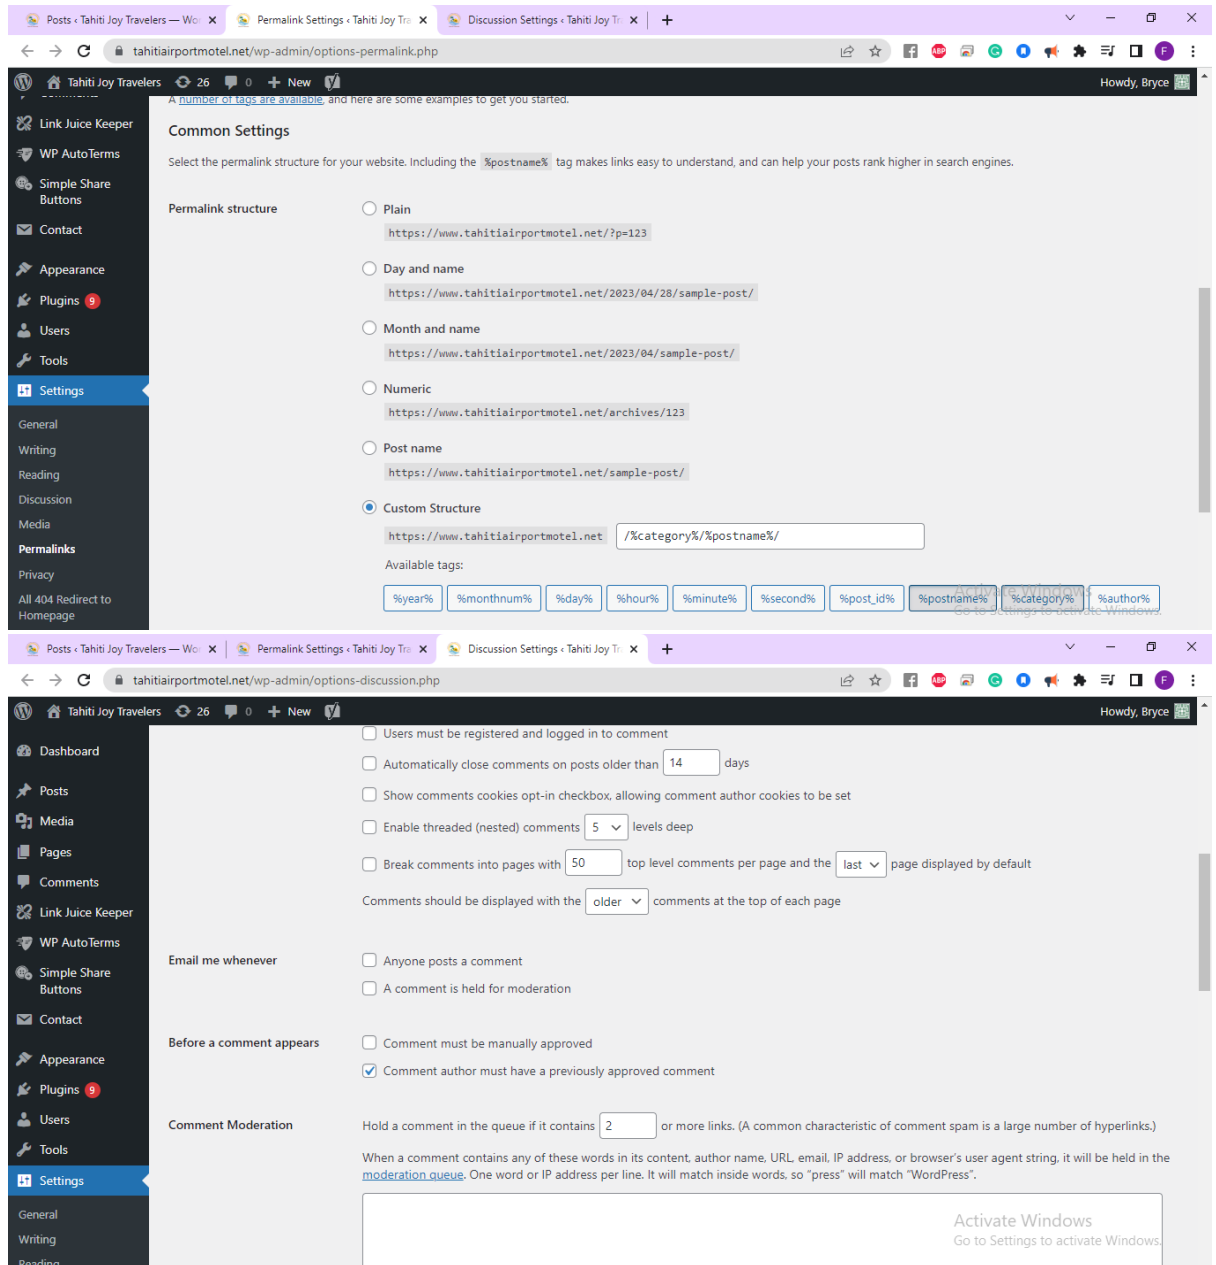 Posts ‹ Tahiti Joy Travelers — Wo
Permalink Settings ‹ Tahiti Joy Tra
Discussion Settings ‹ Tahiti Joy Tr
tahitiairportmotel.net/wp-admin/options-permalink.php
Tahiti Joy Travelers 26 0 + New
Howdy, Bryce
A number of tags are available, and here are some examples to get you started.
Link Juice Keeper
WP AutoTerms
Simple Share
Buttons
Contact
Appearance
Plugins 9
Users
Tools
Settings
General
Writing
Reading
Discussion
Media
Permalinks
Privacy
All 404 Redirect to
Homepage
Common Settings
Select the permalink structure for your website. Including the %postname% tag makes links easy to understand, and can help your posts rank higher in search engines.
Permalink structure
Plain
https://www.tahitiairportmotel.net/?p=123
Day and name
https://www.tahitiairportmotel.net/2023/04/28/sample-post/
Month and name
https://www.tahitiairportmotel.net/2023/04/sample-post/
Numeric
https://www.tahitiairportmotel.net/archives/123
Post name
https://www.tahitiairportmotel.net/sample-post/
Custom Structure
https://www.tahitiairportmotel.net /%category%/%postname%/
Available tags:
%year% %monthnum% %day% %hour% %minute% %second% %post_id% %postname% %category% %author%
Activate Windows
Go to Settings to activate Windows.
Posts ‹ Tahiti Joy Travelers — Wo
Permalink Settings ‹ Tahiti Joy Tra
Discussion Settings ‹ Tahiti Joy Tr
tahitiairportmotel.net/wp-admin/options-discussion.php
Tahiti Joy Travelers 26 0 + New
Howdy, Bryce
Dashboard
Posts
Media
Pages
Comments
Link Juice Keeper
WP AutoTerms
Simple Share
Buttons
Contact
Appearance
Plugins 9
Users
Tools
Settings
General
Writing
Reading
Users must be registered and logged in to comment
Automatically close comments on posts older than 14 days
Show comments cookies opt-in checkbox, allowing comment author cookies to be set
Enable threaded (nested) comments 5 levels deep
Break comments into pages with 50 top level comments per page and the last page displayed by default
Comments should be displayed with the older comments at the top of each page
Email me whenever
Anyone posts a comment
A comment is held for moderation
Before a comment appears
Comment must be manually approved
Comment author must have a previously approved comment
Comment Moderation
Hold a comment in the queue if it contains 2 or more links. (A common characteristic of comment spam is a large number of hyperlinks.)
When a comment contains any of these words in its content, author name, URL, email, IP address, or browser’s user agent string, it will be held in the
moderation queue. One word or IP address per line. It will match inside words, so “press” will match “WordPress”.
Activate Windows
Go to Settings to activate Windows.